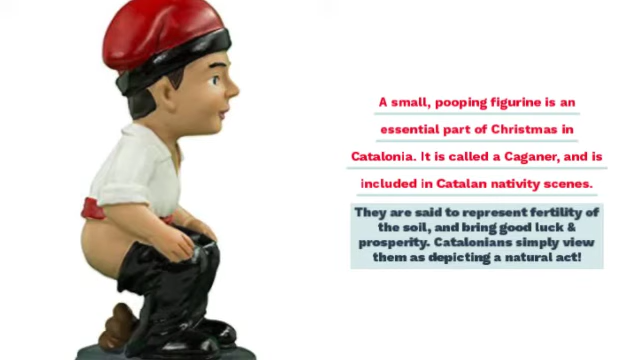 A small, pooping figurine is an
essential part of Christmas in
Catalonia. It is called a Caganer, and is
included in Catalan nativity scenes.
They are said to represent fertility of
the soil, and bring good luck &
prosperity. Catalonians simply view
them as depicting a natural act!